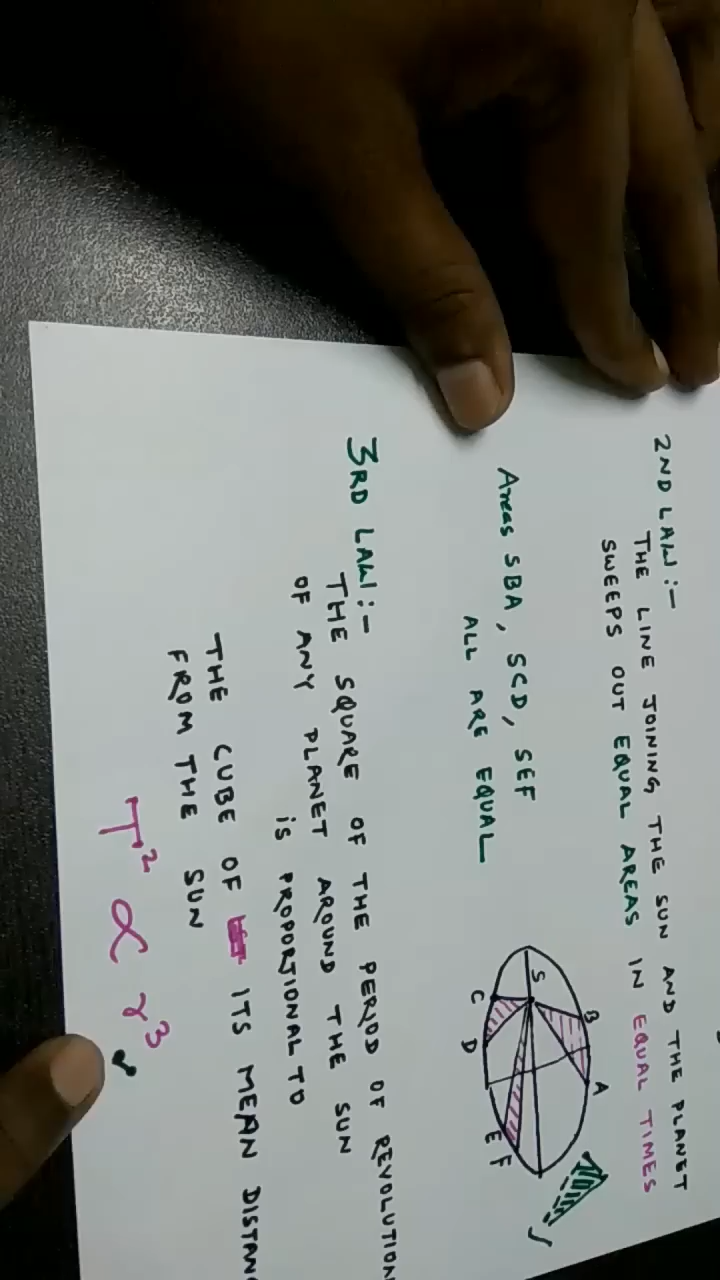 2ND LAW :-
THE LINE JOINING THE SUN AND THE PLANET
SWEEPS OUT EQUAL AREAS IN EQUAL TIMES
Areas SBA, SCD, SEF
ALL ARE EQUAL
B
A
S
C
D
E
F
3RD LAW :-
THE SQUARE OF THE PERIOD OF REVOLUTION
OF ANY PLANET AROUND THE SUN
is PROPORTIONAL TO
THE CUBE OF ITS MEAN DISTANC
FROM THE SUN
T² ∝ r³